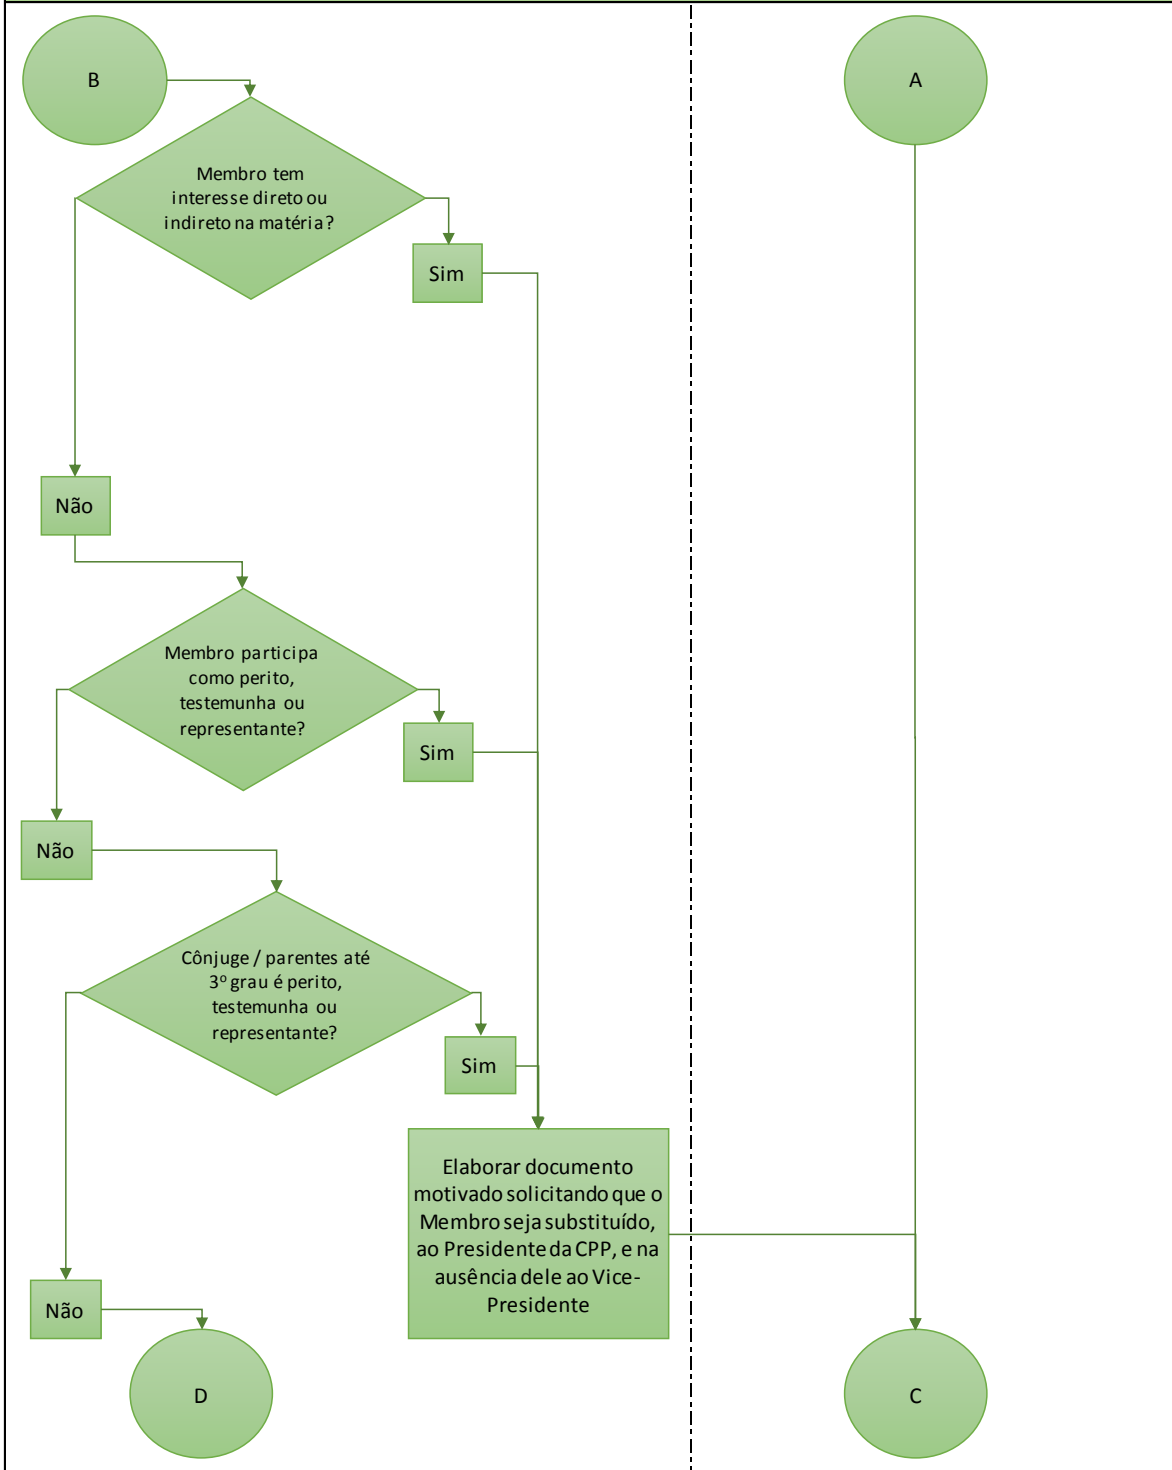 B
A
Membro tem
interesse direto ou
indireto na matéria?
Sim
Não
Membro participa
como perito,
testemunha ou
representante?
Sim
Não
Cônjuge / parentes até
3º grau é perito,
testemunha ou
representante?
Sim
Elaborar documento
motivado solicitando que o
Membro seja substituído,
ao Presidente da CPP, e na
ausência dele ao Vice-
Presidente
Não
D
C